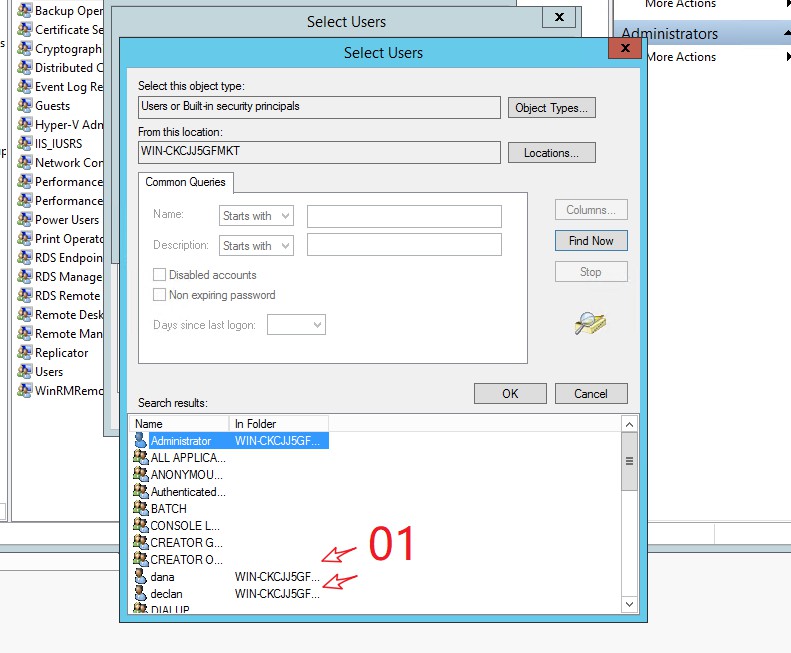 More Actions
Administrators
More Actions
Backup Oper
Certificate Se
Cryptograph
Distributed C
Event Log Re
Guests
Hyper-V Adm
IIS_IUSRS
Network Con
Performance
Performance
Power Users
Print Operato
RDS Endpoin
RDS Manage
RDS Remote
Remote Desk
Remote Man
Replicator
Users
WinRMRemo
Select Users
x
Select Users
x
Select this object type:
Users or Built-in security principals
Object Types...
From this location:
WIN-CKCJJ5GFMKT
Locations...
Common Queries
Name:
Starts with
Description:
Starts with
Disabled accounts
Non expiring password
Days since last logon:
Columns...
Find Now
Stop
OK
Cancel
Search results:
Name In Folder
Administrator WIN-CKCJJ5GF...
ALL APPLICA...
ANONYMOU...
Authenticated...
BATCH
CONSOLE L...
CREATOR G...
CREATOR O...
dana WIN-CKCJJ5GF...
declan WIN-CKCJJ5GF...
DIALUP
01